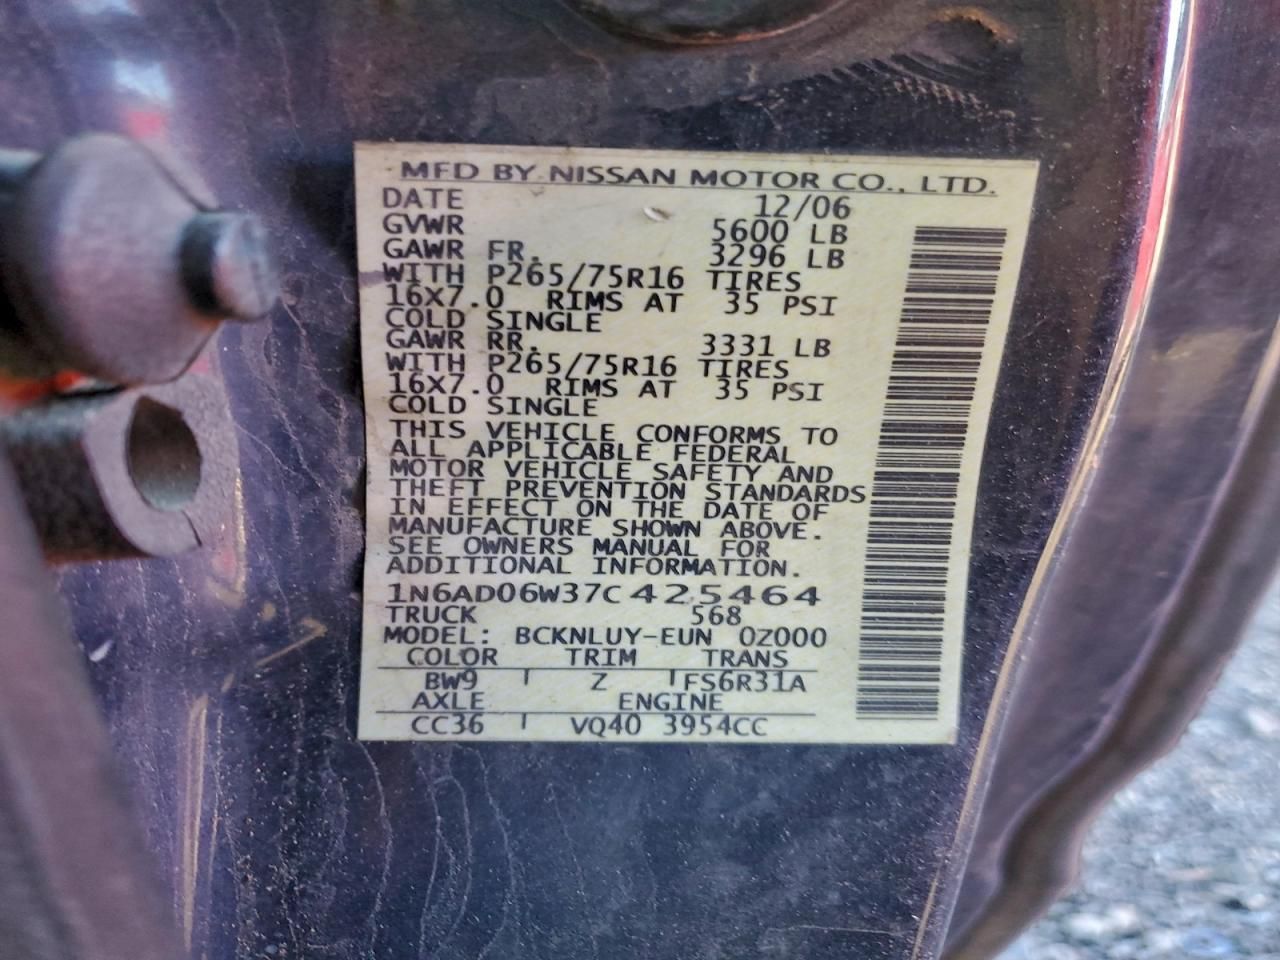 MFD BY NISSAN MOTOR CO., LTD.
DATE 12/06
GVWR 5600 LB
GAWR FR. 3296 LB
WITH P265/75R16 TIRES
16X7.0 RIMS AT 35 PSI
COLD SINGLE
GAWR RR. 3331 LB
WITH P265/75R16 TIRES
16X7.0 RIMS AT 35 PSI
COLD SINGLE
THIS VEHICLE CONFORMS TO
ALL APPLICABLE FEDERAL
MOTOR VEHICLE SAFETY AND
THEFT PREVENTION STANDARDS
IN EFFECT ON THE DATE OF
MANUFACTURE SHOWN ABOVE.
SEE OWNERS MANUAL FOR
ADDITIONAL INFORMATION.
1N6AD06W37C425464
TRUCK 568
MODEL: BCKNLUY-EUN 0Z000
COLOR TRIM TRANS
BW9 Z FS6R31A
AXLE ENGINE
CC36 VQ40 3954CC